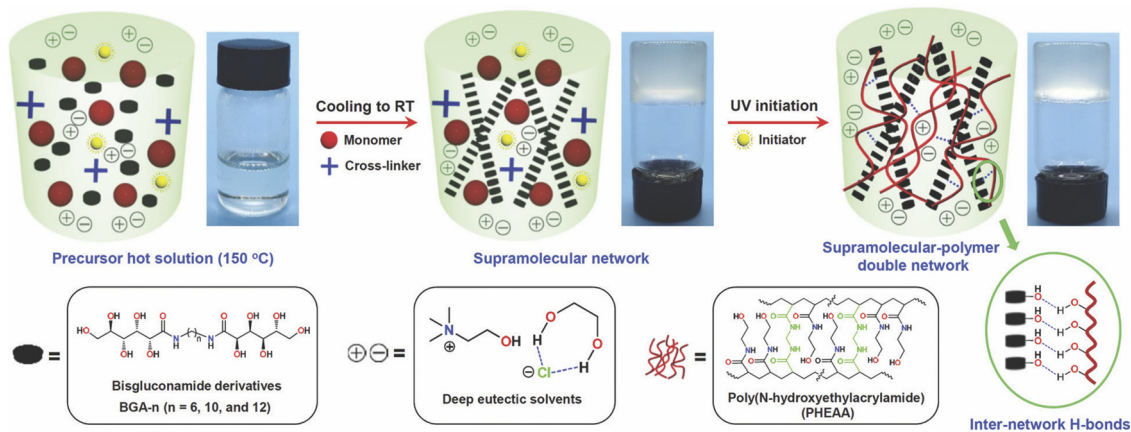 Cooling to RT
Monomer
Cross-linker
UV initiation
Initiator
Precursor hot solution (150 °C)
Supramolecular network
Supramolecular-polymer
double network
Bisgluconamide derivatives
BGA-n (n = 6, 10, and 12)
Deep eutectic solvents
Poly(N-hydroxyethylacrylamide)
(PHEAA)
Inter-network H-bonds